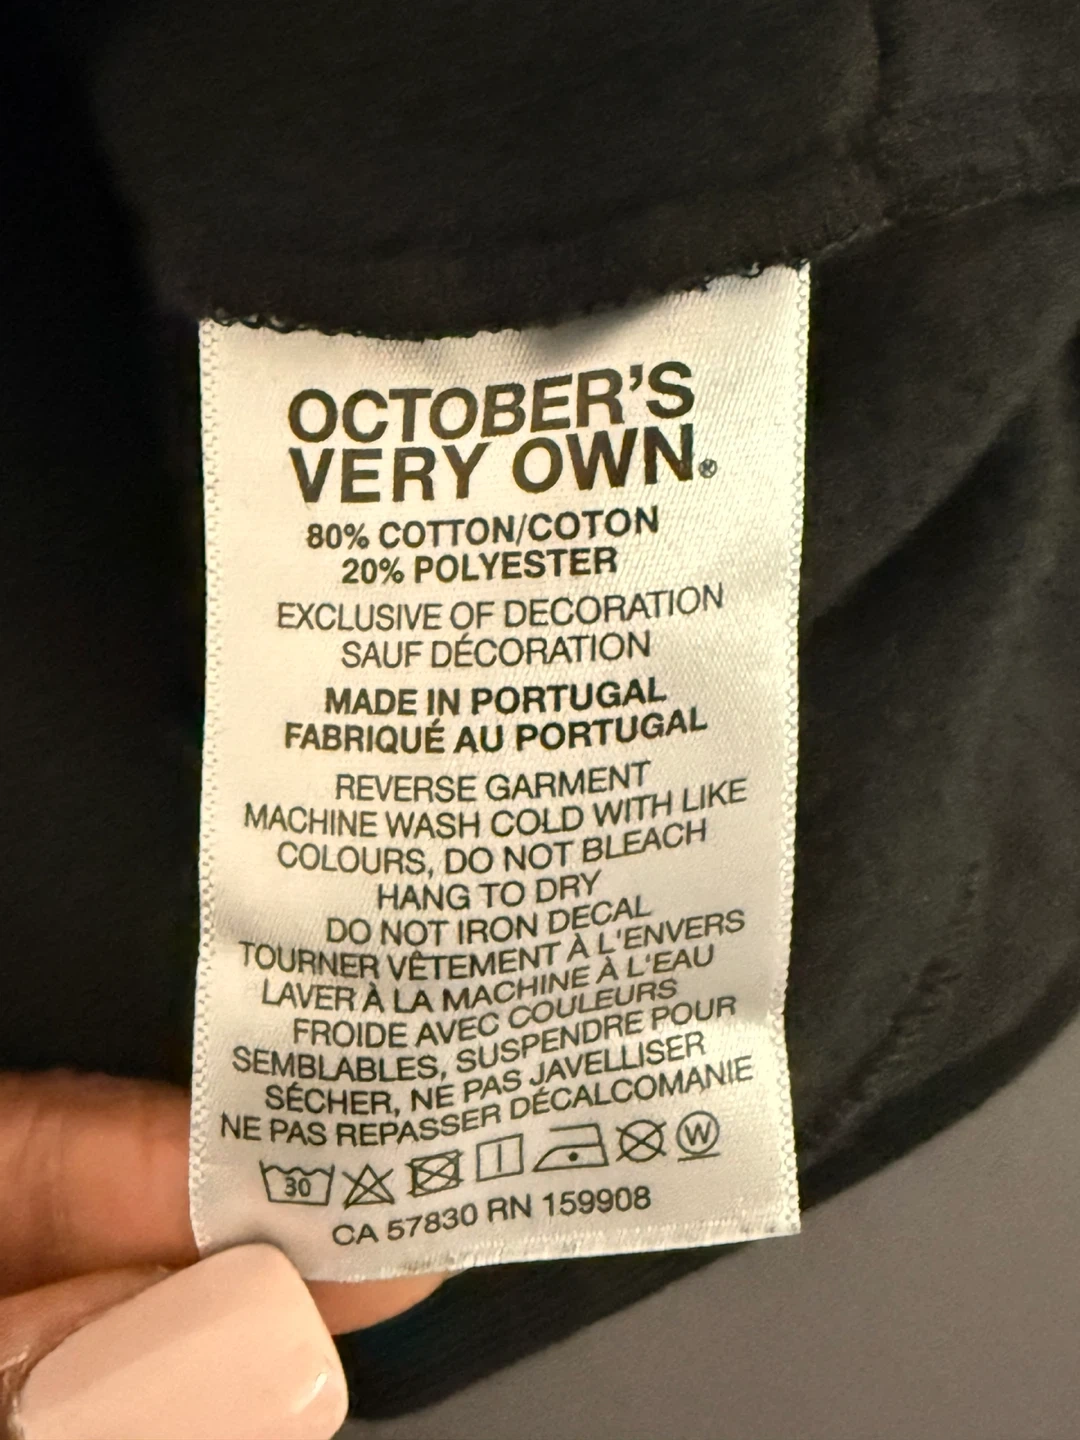 OCTOBER'S
VERY OWN.®
80% COTTON/COTON
20% POLYESTER
EXCLUSIVE OF DECORATION
SAUF DÉCORATION
MADE IN PORTUGAL
FABRIQUÉ AU PORTUGAL
REVERSE GARMENT
MACHINE WASH COLD WITH LIKE
COLOURS, DO NOT BLEACH
HANG TO DRY
DO NOT IRON DECAL
TOURNER VÊTEMENT À L'ENVERS
LAVER À LA MACHINE À L'EAU
FROIDE AVEC COULEURS
SEMBLABLES, SUSPENDRE POUR
SÉCHER, NE PAS JAVELLISER
NE PAS REPASSER DÉCALCOMANIE
30 W
CA 57830 RN 159908